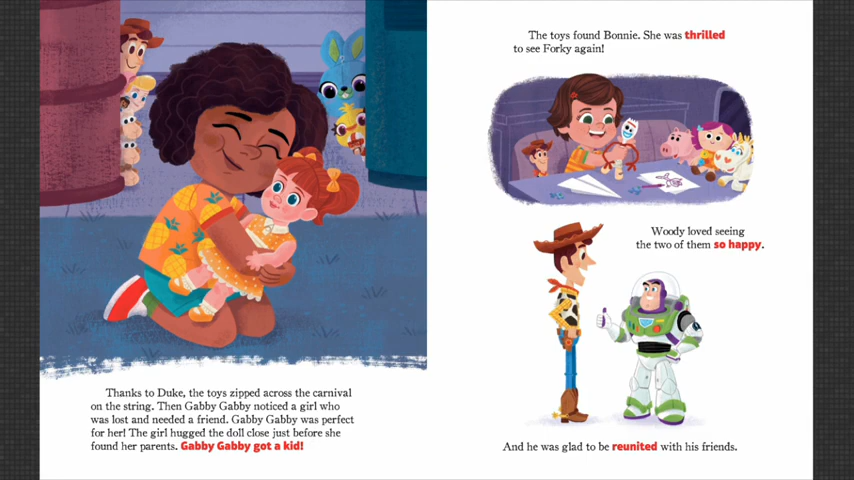 Thanks to Duke, the toys zipped across the carnival
on the string. Then Gabby Gabby noticed a girl who
was lost and needed a friend. Gabby Gabby was perfect
for her! The girl hugged the doll close just before she
found her parents. Gabby Gabby got a kid!
The toys found Bonnie. She was thrilled
to see Forky again!
Woody loved seeing
the two of them so happy.
And he was glad to be reunited with his friends.